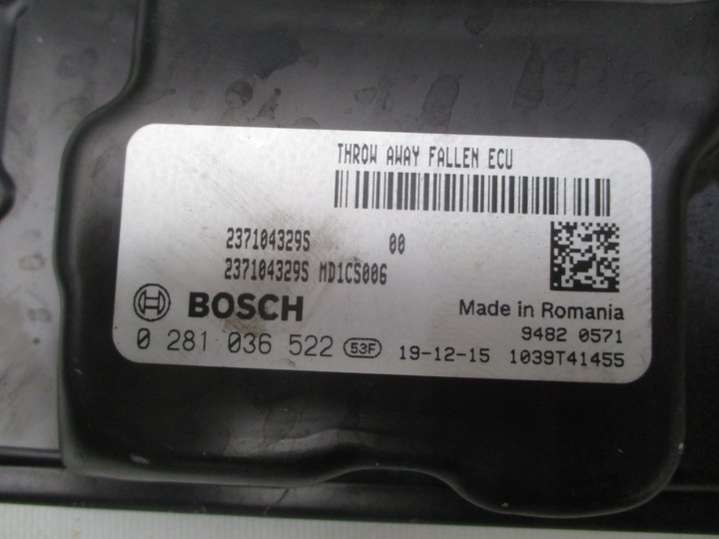 THROW AWAY FALLEN ECU
237104329S 00
237104329S MD1CS006
BOSCH
Made in Romania
9482 0571
0 281 036 522 53F 19-12-15 1039T41455